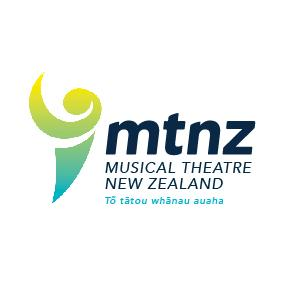 mtnz
MUSICAL THEATRE
NEW ZEALAND
Tō tātou whānau auaha